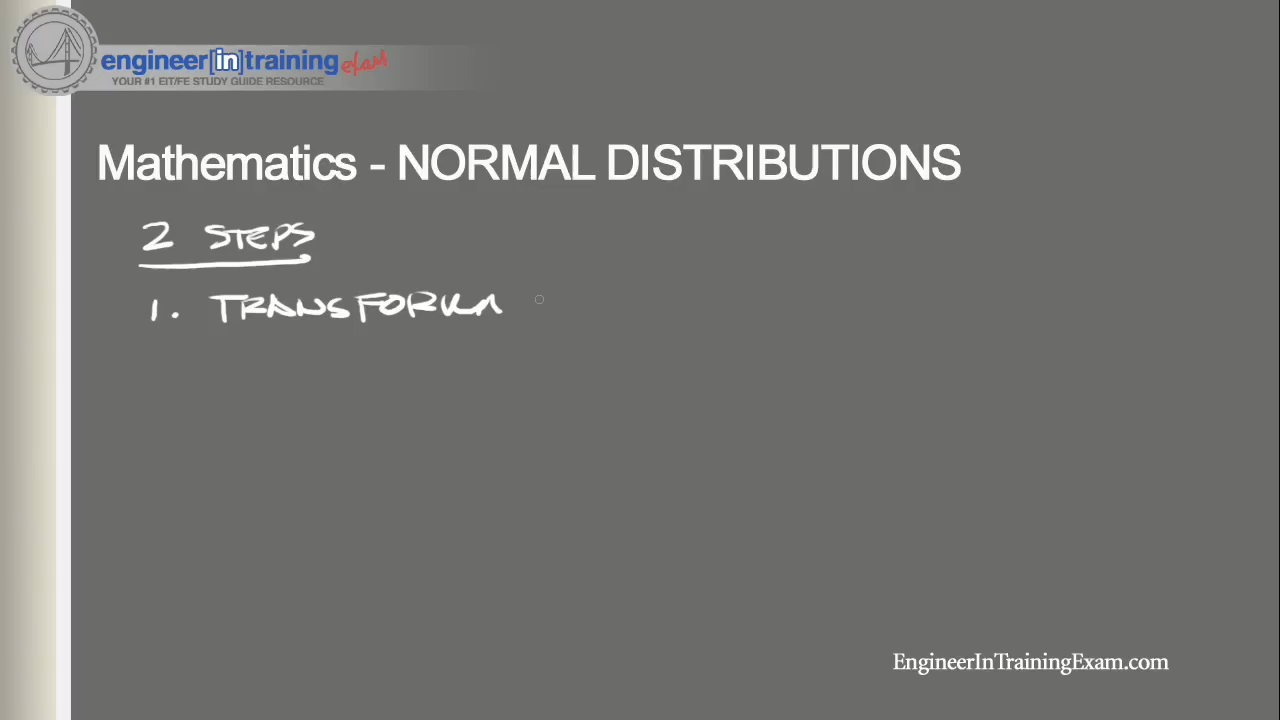 engineer[in]training exam
YOUR #1 EIT/FE STUDY GUIDE RESOURCE
Mathematics - NORMAL DISTRIBUTIONS
2 STEPS
1. TRANSFORM
EngineerInTrainingExam.com